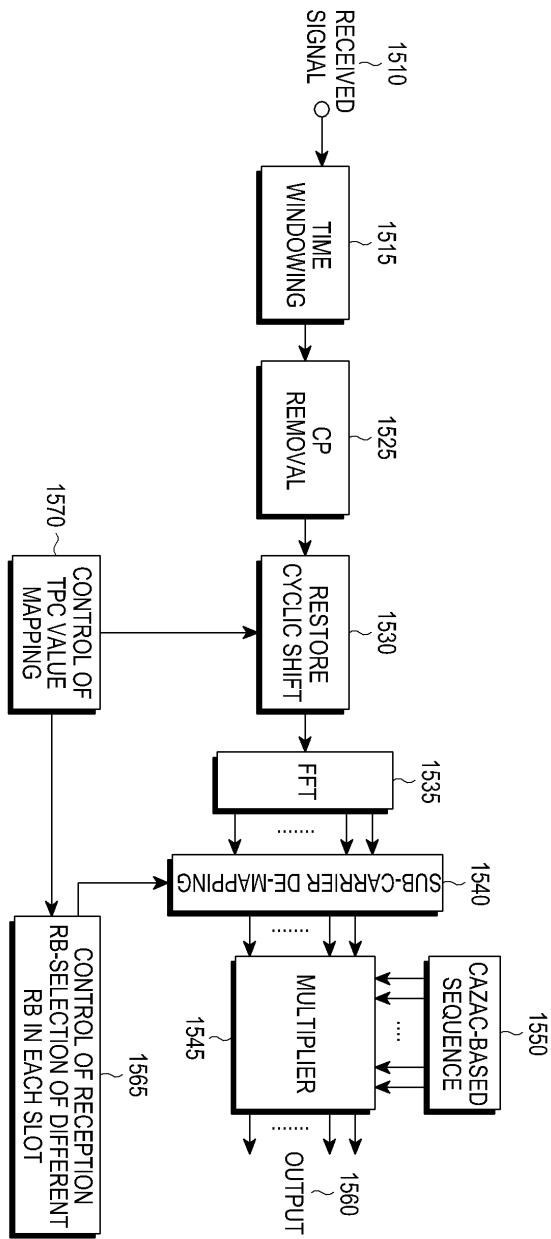 1510
RECEIVED
SIGNAL
1515
TIME
WINDOWING
1525
CP
REMOVAL
1530
RESTORE
CYCLIC SHIFT
1535
FFT
1540
SUB-CARRIER DE-MAPPING
1550
CAZAC-BASED
SEQUENCE
MULTIPLIER
1545
1560
OUTPUT
1570
CONTROL OF
TPC VALUE
MAPPING
CONTROL OF RECEPTION
RB-SELECTION OF DIFFERENT
RB IN EACH SLOT
1565